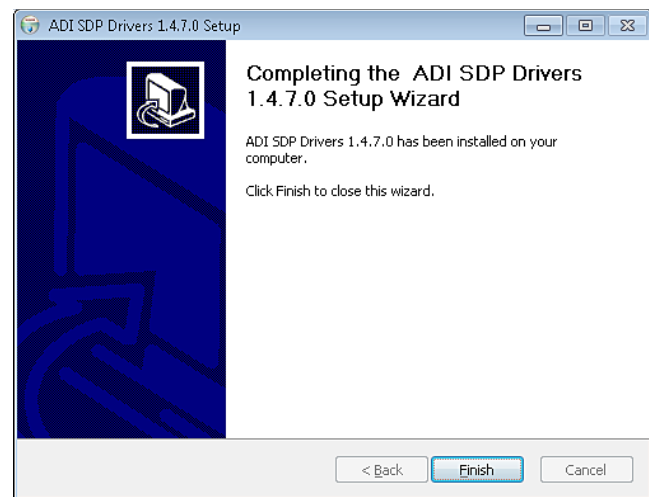 ADI SDP Drivers 1.4.7.0 Setup
Completing the ADI SDP Drivers
1.4.7.0 Setup Wizard
ADI SDP Drivers 1.4.7.0 has been installed on your
computer.
Click Finish to close this wizard.
< Back Finish Cancel